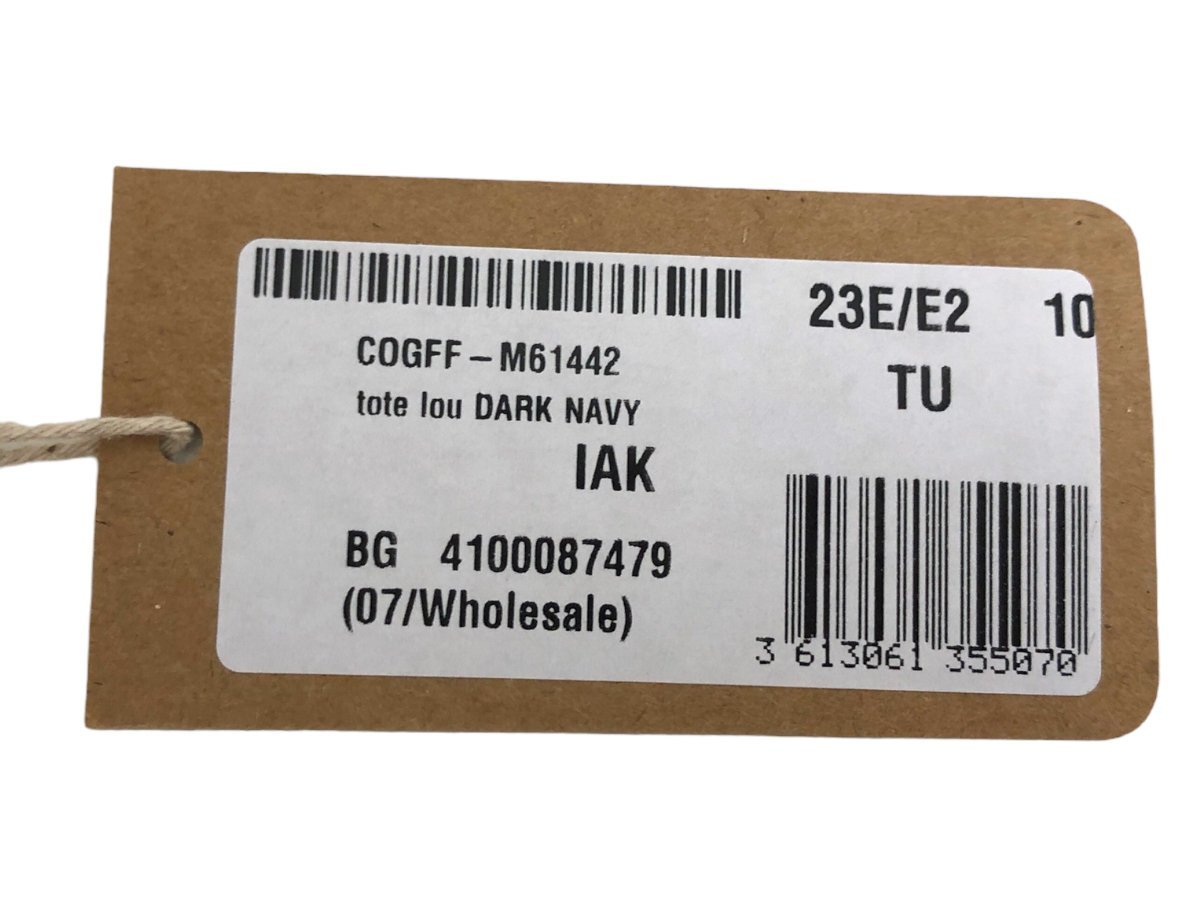 23E/E2 10
COGFF-M61442
TU
tote lou DARK NAVY
IAK
BG 4100087479
(07/Wholesale)
3 613061 355070